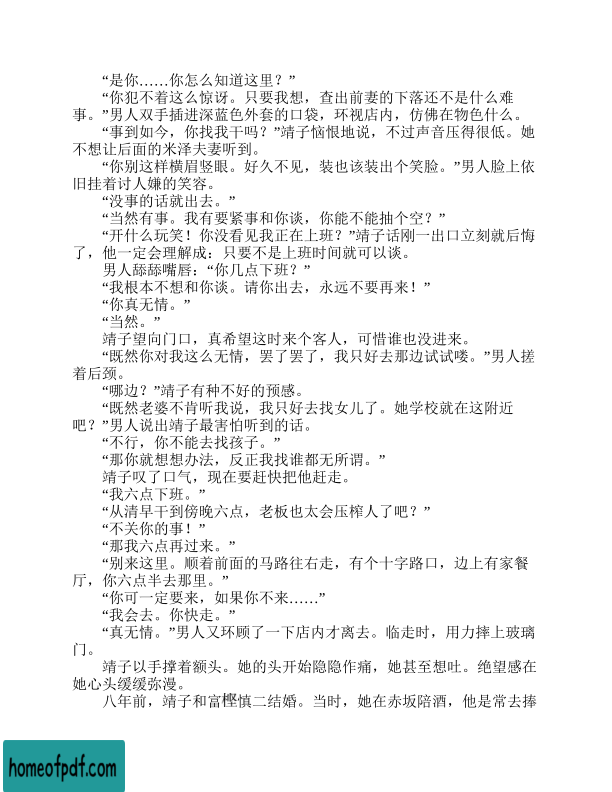 “是你……你怎么知道这里？”
“你犯不着这么惊讶。只要我想，查出前妻的下落还不是什么难
事。”男人双手插进深蓝色外套的口袋，环视店内，仿佛在物色什么。
“事到如今，你找我干吗？”靖子恼恨地说，不过声音压得很低。她
不想让后面的米泽夫妻听到。
“你别这样横眉竖眼。好久不见，装也该装出个笑脸。”男人脸上依
旧挂着讨人嫌的笑容。
“没事的话就出去。”
“当然有事。我有要紧事和你谈，你能不能抽个空？”
“开什么玩笑！你没看见我正在上班？”靖子话刚一出口立刻就后悔
了，他一定会理解成：只要不是上班时间就可以谈。
男人舔舔嘴唇：“你几点下班？”
“我根本不想和你谈。请你出去，永远不要再来！”
“你真无情。”
“当然。”
靖子望向门口，真希望这时来个客人，可惜谁也没进来。
“既然你对我这么无情，罢了罢了，我只好去那边试试喽。”男人搓
着后颈。
“哪边？”靖子有种不好的预感。
“既然老婆不肯听我说，我只好去找女儿了。她学校就在这附近
吧？”男人说出靖子最害怕听到的话。
“不行，你不能去找孩子。”
“那你就想想办法，反正我找谁都无所谓。”
靖子叹了口气，现在要赶快把他赶走。
“我六点下班。”
“从清早干到傍晚六点，老板也太会压榨人了吧？”
“不关你的事！”
“那我六点再过来。”
“别来这里。顺着前面的马路往右走，有个十字路口，边上有家餐
厅，你六点半去那里。”
“你可一定要来，如果你不来……”
“我会去。你快走。”
“真无情。”男人又环顾了一下店内才离去。临走时，用力摔上玻璃
门。
靖子以手撑着额头。她的头开始隐隐作痛，她甚至想吐。绝望感在
她心头缓缓弥漫。
八年前，靖子和富樫慎二结婚。当时，她在赤坂陪酒，他是常去捧
homeofpdf.com